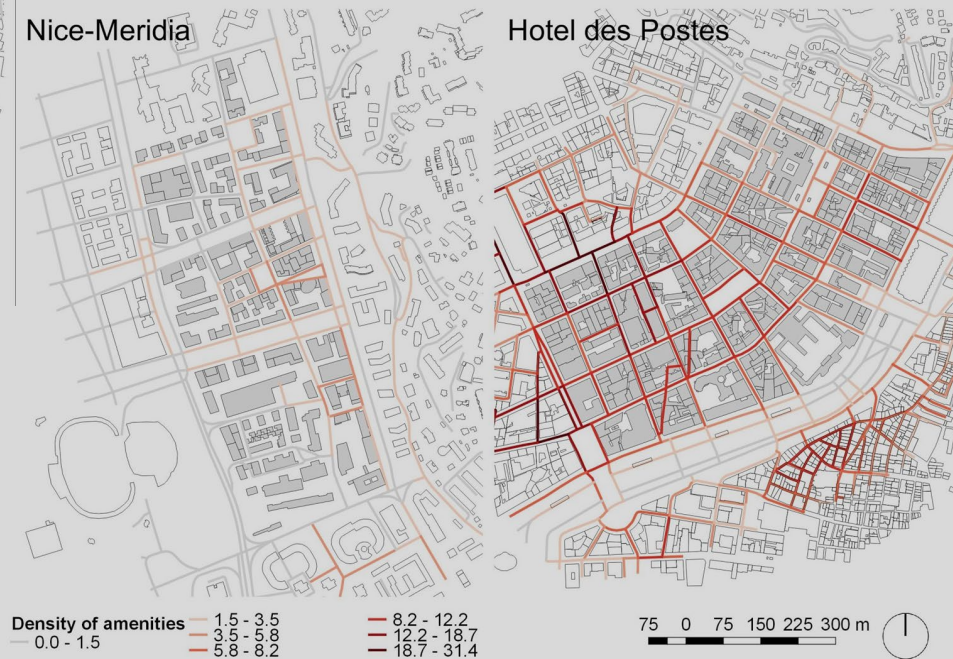 Nice-Meridia
Hotel des Postes
Density of amenities
0.0 - 1.5
1.5 - 3.5
3.5 - 5.8
5.8 - 8.2
8.2 - 12.2
12.2 - 18.7
18.7 - 31.4
75 0 75 150 225 300 m